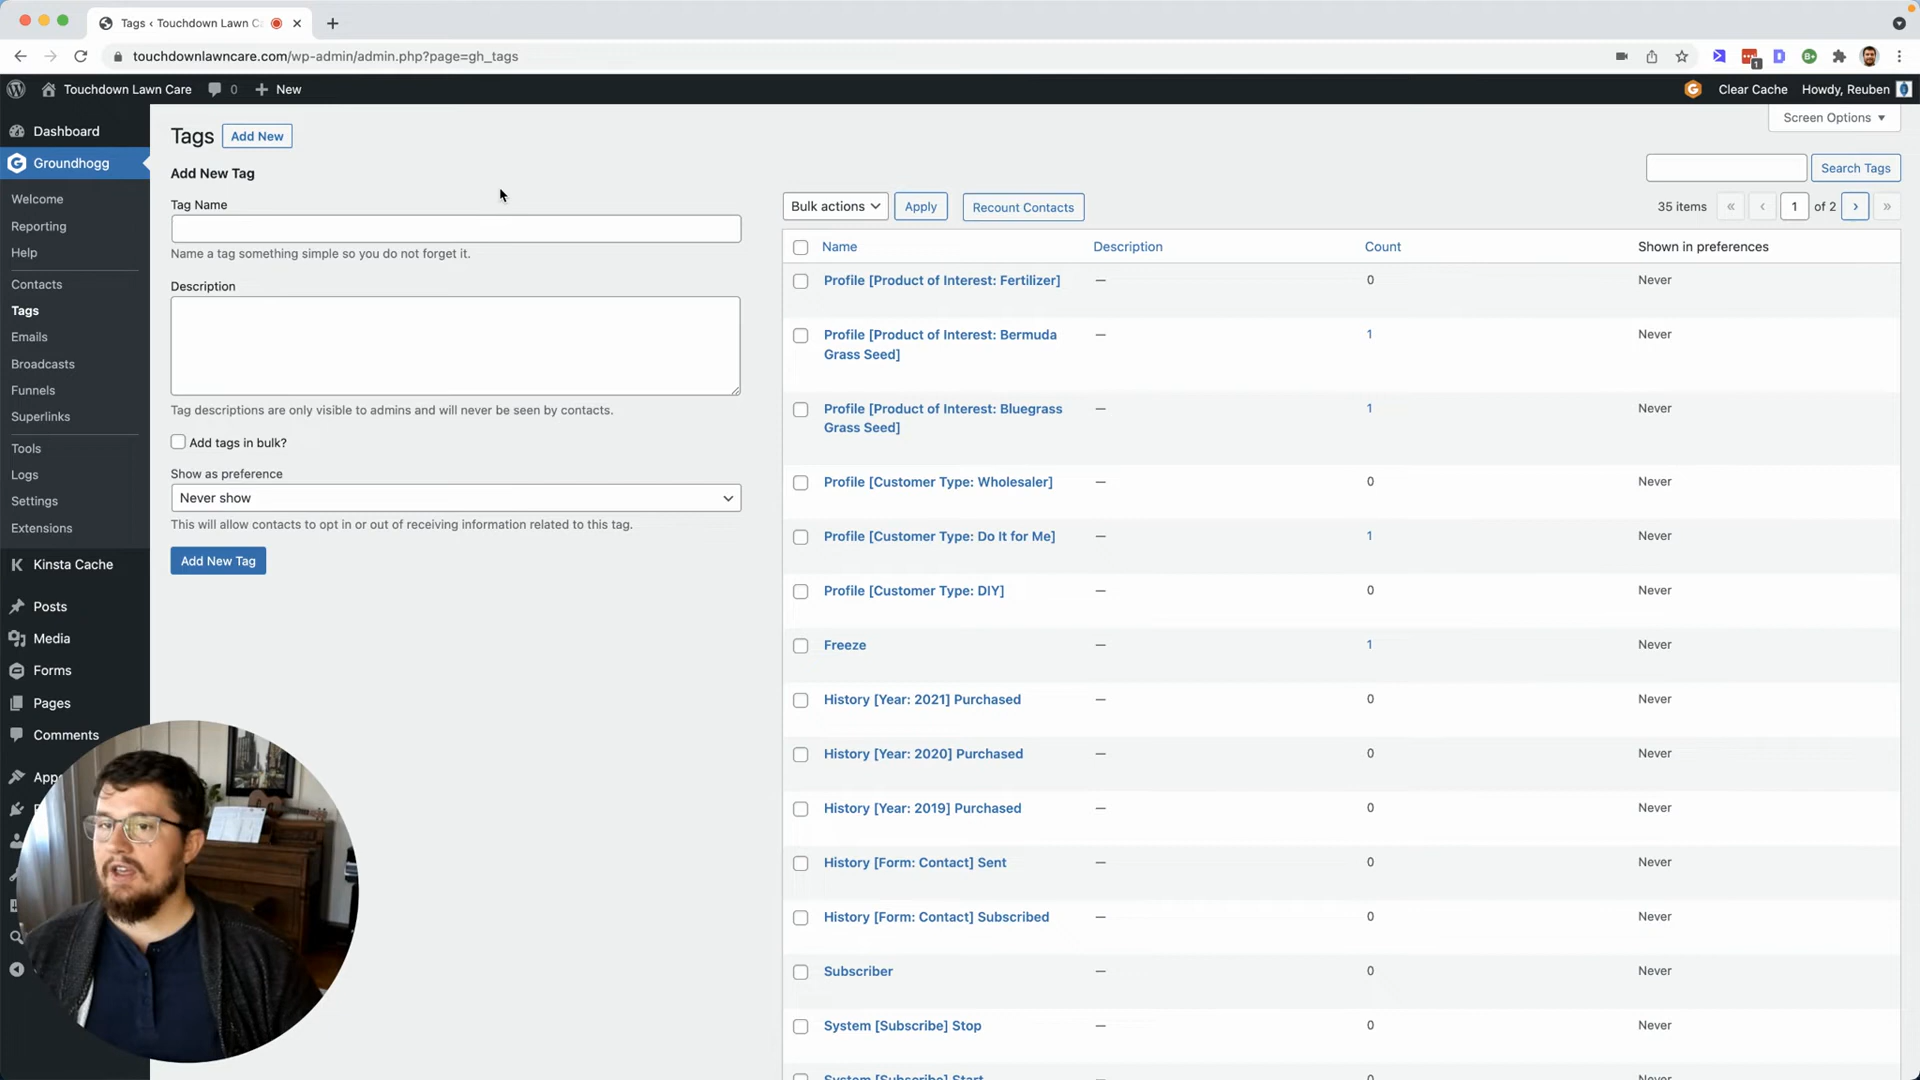 Tags ‹ Touchdown Lawn C
touchdownlawncare.com/wp-admin/admin.php?page=gh_tags
1
Touchdown Lawn Care
0
New
Clear Cache
Howdy, Reuben
Dashboard
Groundhogg
Welcome
Reporting
Help
Contacts
Tags
Emails
Broadcasts
Funnels
Superlinks
Tools
Logs
Settings
Extensions
Kinsta Cache
Posts
Media
Forms
Pages
Comments
Tags
Add New
Screen Options
Add New Tag
Tag Name
Name a tag something simple so you do not forget it.
Description
Tag descriptions are only visible to admins and will never be seen by contacts.
Add tags in bulk?
Show as preference
Never show
This will allow contacts to opt in or out of receiving information related to this tag.
Add New Tag
Search Tags
Bulk actions
Apply
Recount Contacts
35 items « ‹ 1 of 2 › »
Name Description Count Shown in preferences
Profile [Product of Interest: Fertilizer] — 0 Never
Profile [Product of Interest: Bermuda — 1 Never
Grass Seed]
Profile [Product of Interest: Bluegrass — 1 Never
Grass Seed]
Profile [Customer Type: Wholesaler] — 0 Never
Profile [Customer Type: Do It for Me] — 1 Never
Profile [Customer Type: DIY] — 0 Never
Freeze — 1 Never
History [Year: 2021] Purchased — 0 Never
History [Year: 2020] Purchased — 0 Never
History [Year: 2019] Purchased — 0 Never
History [Form: Contact] Sent — 0 Never
History [Form: Contact] Subscribed — 0 Never
Subscriber — 0 Never
System [Subscribe] Stop — 0 Never
System [Subscribe] Start — 0 Never